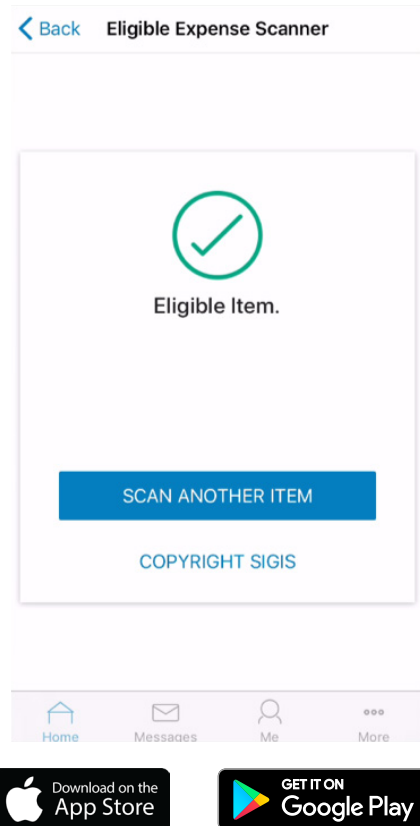 Back Eligible Expense Scanner
Eligible Item.
SCAN ANOTHER ITEM
COPYRIGHT SIGIS
Home Messages Me More
Download on the
App Store
GET IT ON
Google Play